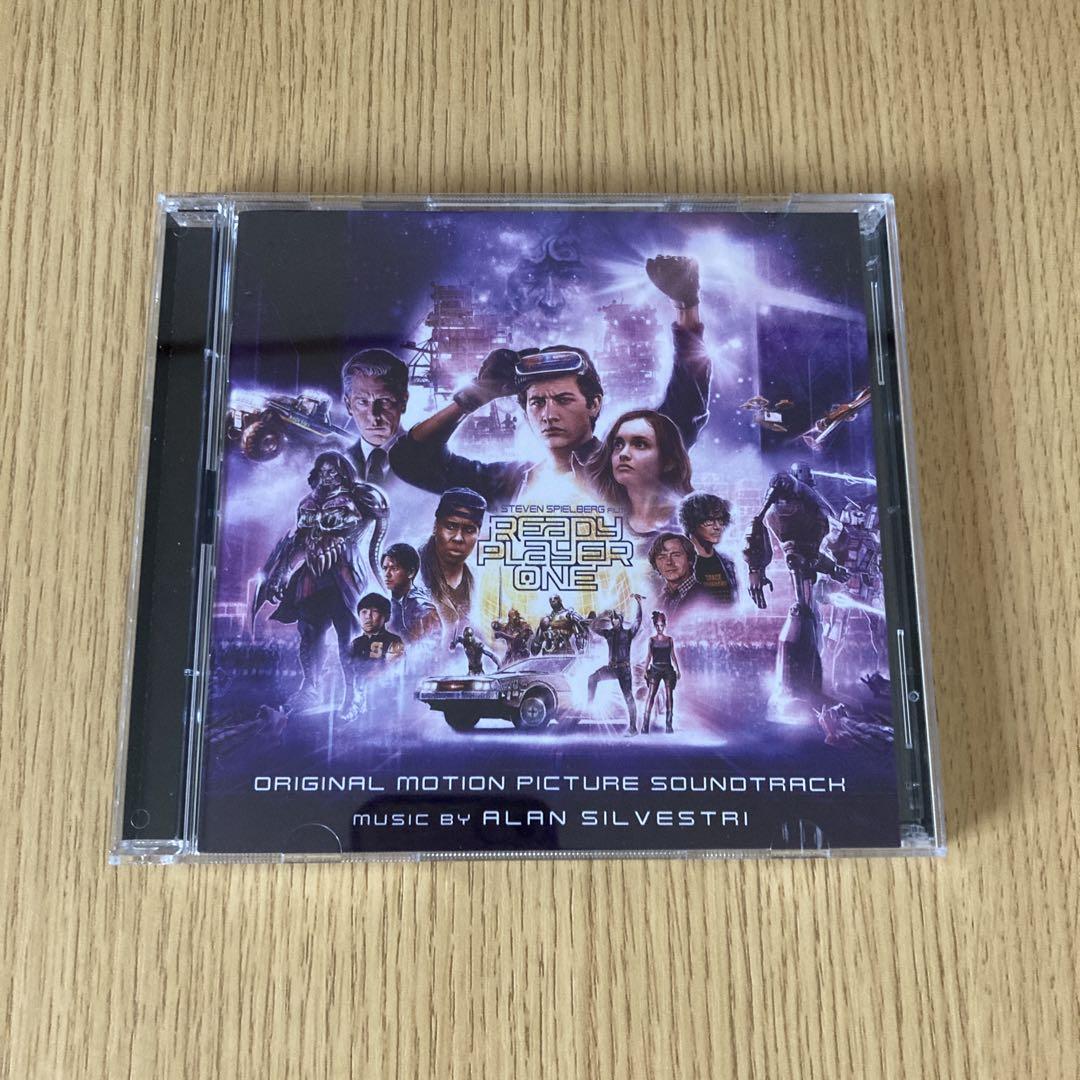 STEVEN SPIELBERG FILM
READY
PLAYER
ONE
ORIGINAL MOTION PICTURE SOUNDTRACK
MUSIC BY ALAN SILVESTRI